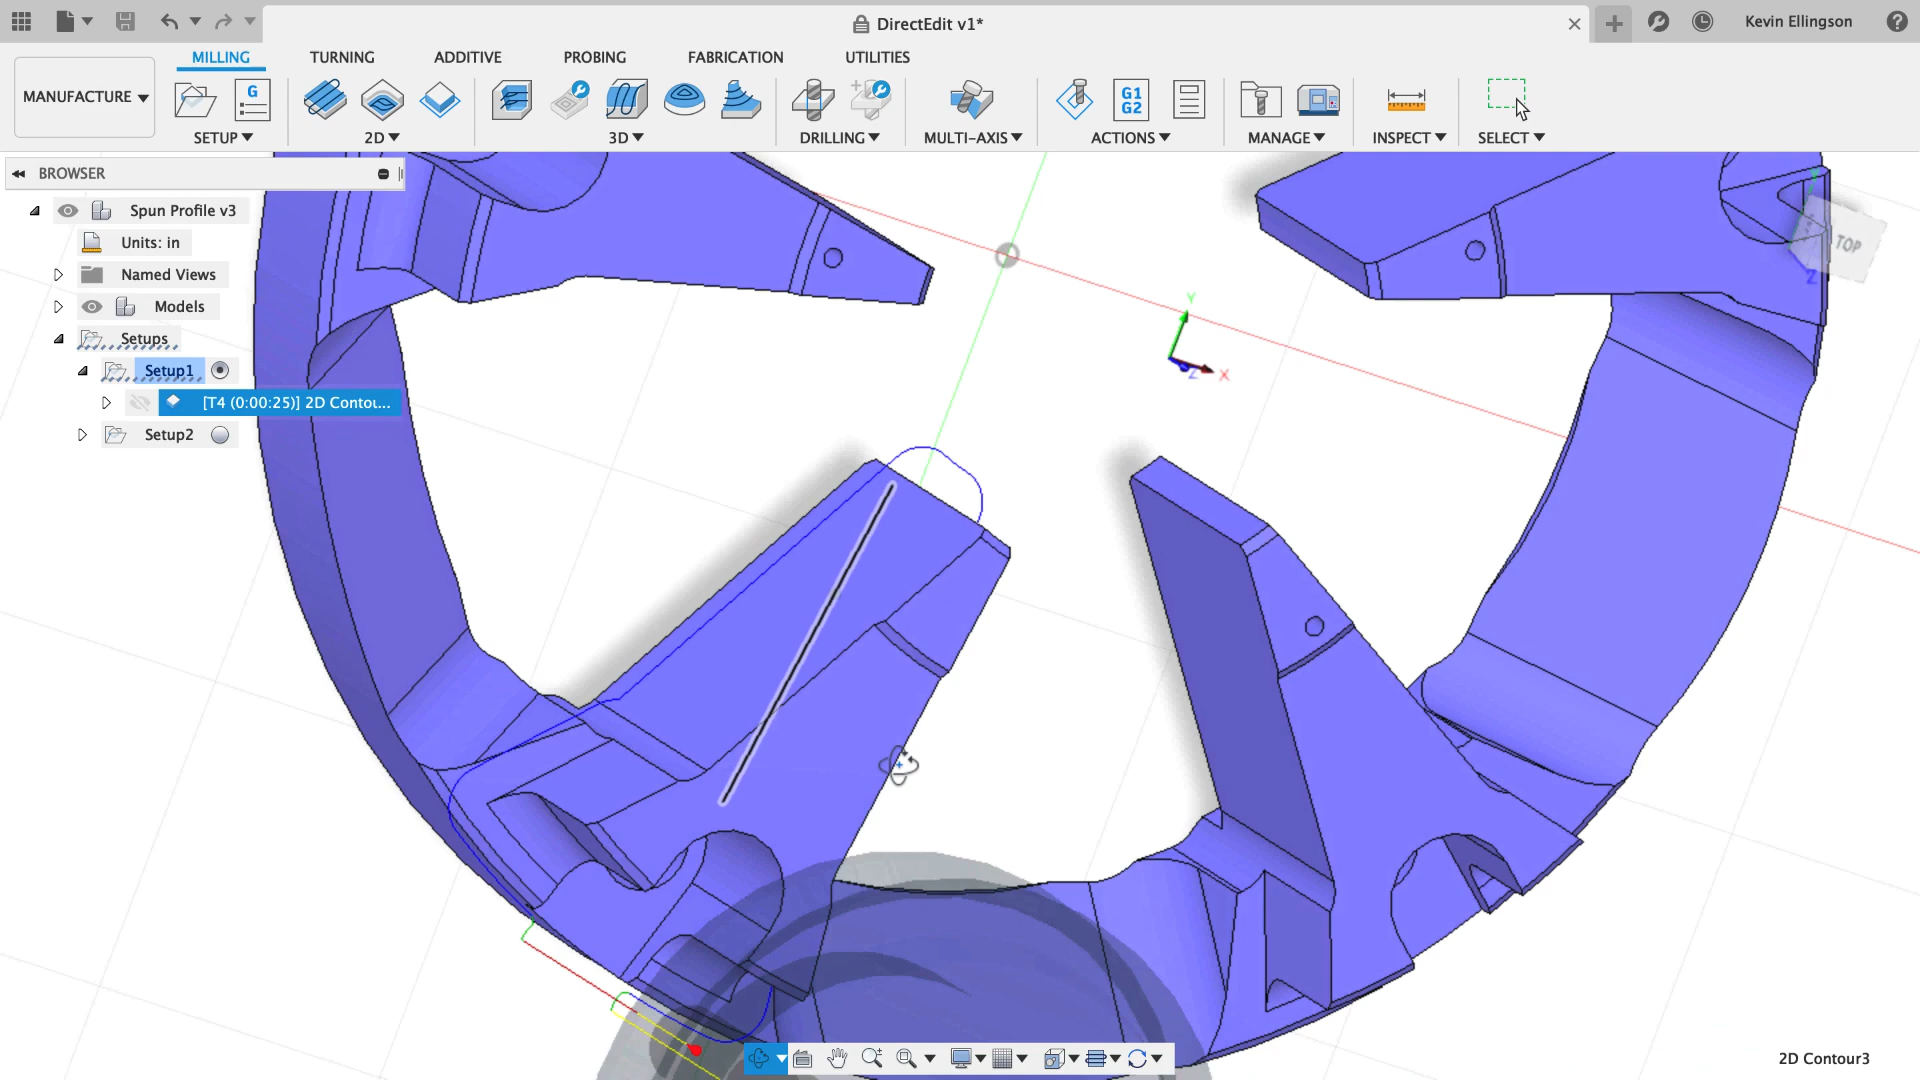 DirectEdit v1*
Kevin Ellingson
MILLING TURNING ADDITIVE PROBING FABRICATION UTILITIES
MANUFACTURE
G
G1
G2
SETUP 2D 3D DRILLING MULTI-AXIS ACTIONS MANAGE INSPECT SELECT
BROWSER
Spun Profile v3
Units: in
Named Views
Models
Setups
Setup1
[T4 (0:00:25)] 2D Contou...
Setup2
TOP
Z
Y
X
Z
2D Contour3